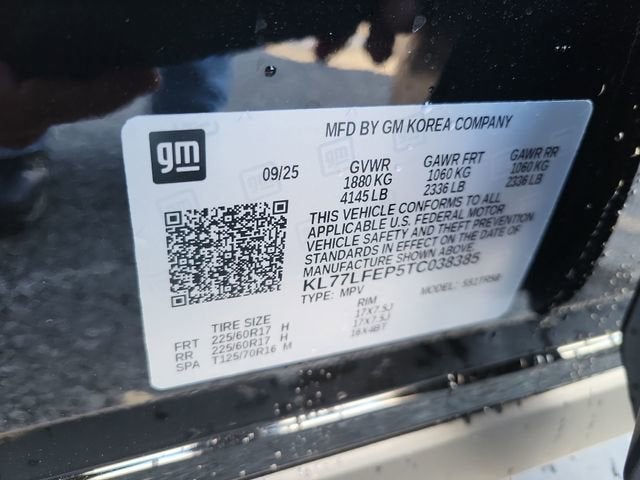 MFD BY GM KOREA COMPANY
gm
09/25
GVWR GAWR FRT GAWR RR
1880 KG 1060 KG 1060 KG
4145 LB 2336 LB 2336 LB
THIS VEHICLE CONFORMS TO ALL
APPLICABLE U.S. FEDERAL MOTOR
VEHICLE SAFETY AND THEFT PREVENTION
STANDARDS IN EFFECT ON THE DATE OF
MANUFACTURE SHOWN ABOVE.
KL77LFEP5TC038385
TYPE: MPV MODEL:
TIRE SIZE RIM
FRT 225/60R17 H 17X7.5J
RR 225/60R17 H 17X7.5J
SPA T125/70R16 M 16X4BT